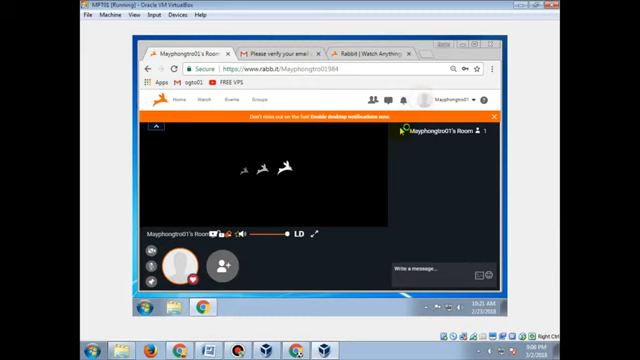 MPT01 [Running] - Oracle VM VirtualBox
File Machine View Input Devices Help
Mayphongtro01's Room
Please verify your email
Rabbit | Watch Anything
Secure https://www.rabb.it/Mayphongtro01984
Apps ogto01 FREE VPS
Home Watch Events Groups Mayphongtro01
Don't miss out on the fun! Enable desktop notifications now.
Mayphongtro01's Room 1
Mayphongtro01's Room LD
Write a message...
10:21 AM
2/23/2018
Right Ctrl
9:06 PM
3/2/2018